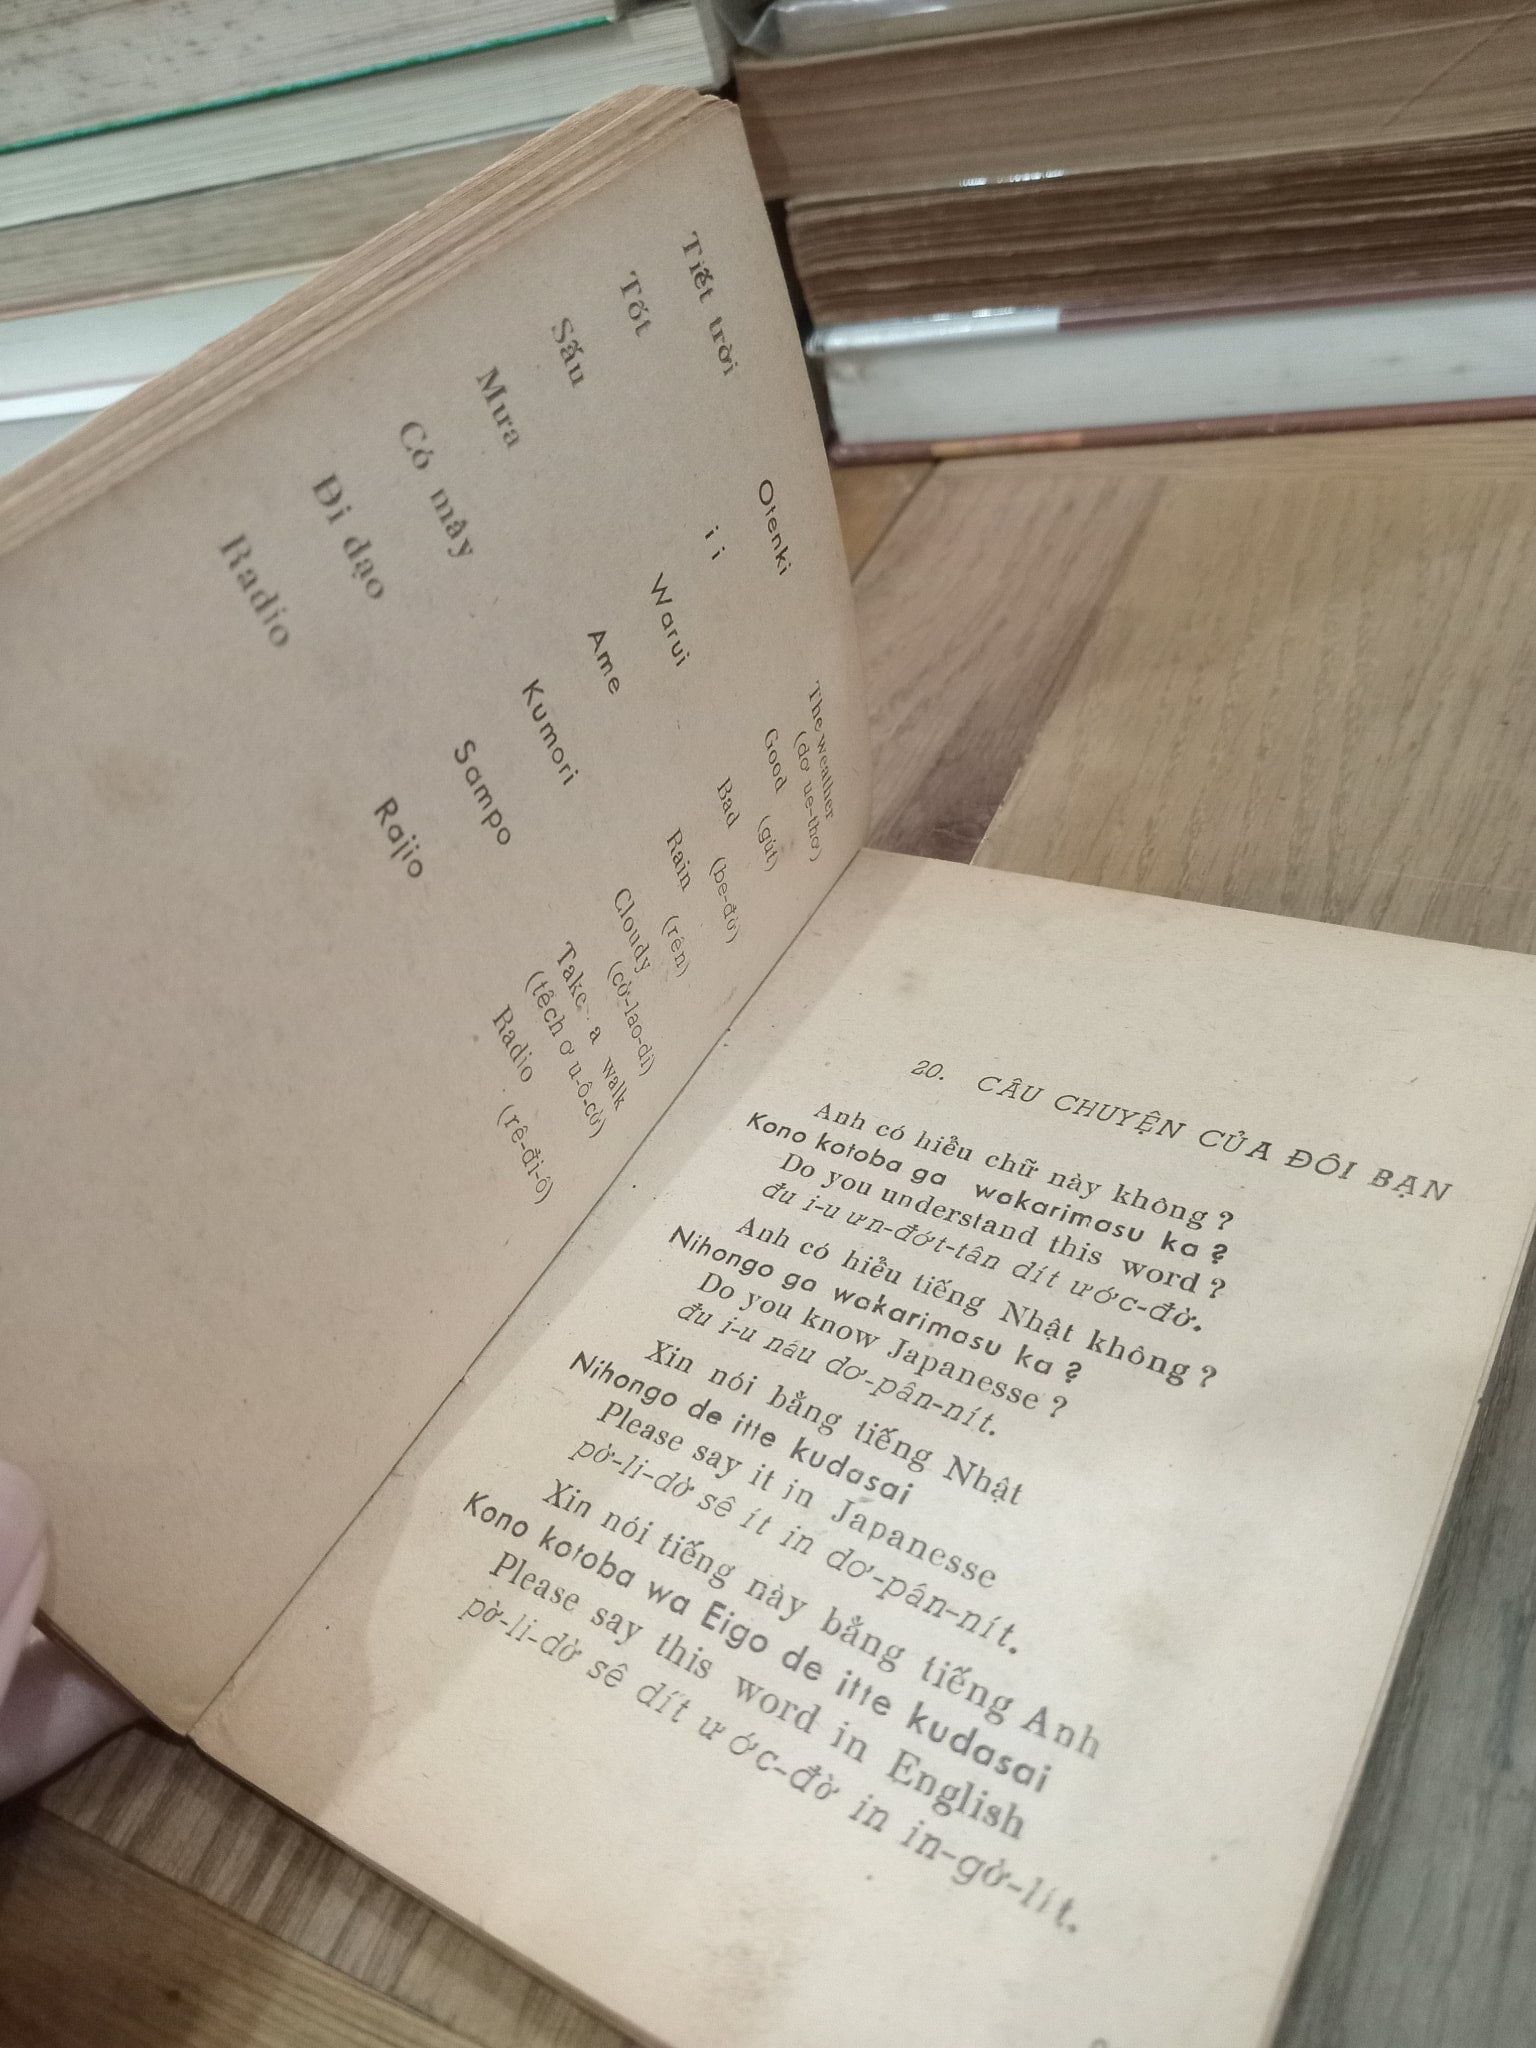 Tiết trời Otenki The weather
(dơ ue-thơ)
Tốt i i Good (gút)
Sấu Warui Bad (be-đờ)
Mưa Ame Rain (rên)
Có mây Kumori Cloudy
(cờ-lao-di)
Đi dạo Sampo Take a walk
(têch ơ u-ô-cờ)
Radio Rajio Radio (rê-đi-ô)
20. CÂU CHUYỆN CỦA ĐÔI BẠN
Anh có hiểu chữ này không ?
Kono kotoba ga wakarimasu ka ?
Do you understand this word ?
đu i-u ưn-đớt-tân dít ước-đờ.
Anh có hiểu tiếng Nhật không ?
Nihongo ga wakarimasu ka ?
Do you know Japanesse ?
đu i-u nâu dơ-pân-nít.
Xin nói bằng tiếng Nhật
Nihongo de itte kudasai
Please say it in Japanesse
pờ-li-dờ sê ít in dơ-pân-nít.
Xin nói tiếng này bằng tiếng Anh
Kono kotoba wa Eigo de itte kudasai
Please say this word in English
pờ-li-dờ sê dít ước-đờ in in-gờ-lít.